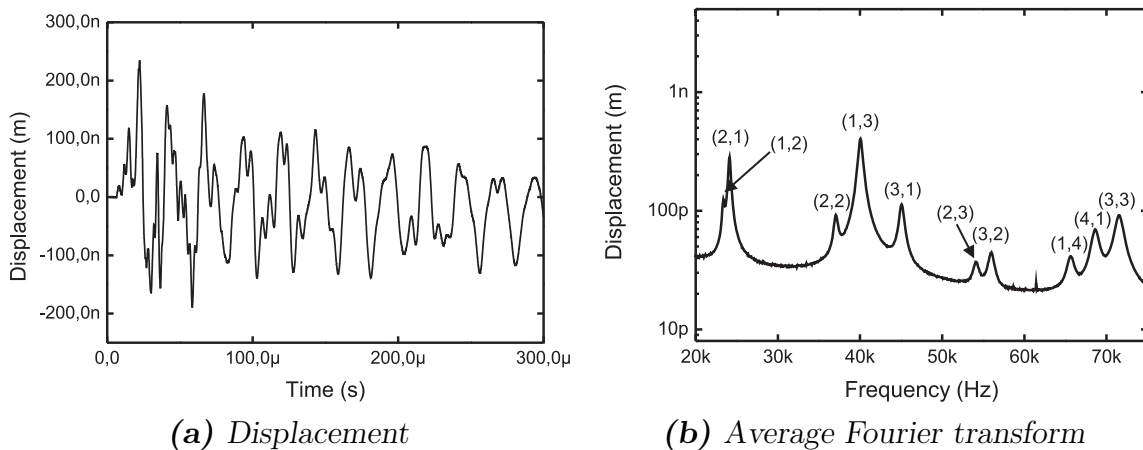 300,0n
200,0n
100,0n
0,0
-100,0n
-200,0n
Displacement (m)
0,0
100,0µ
200,0µ
300,0µ
Time (s)
(a) Displacement
1n
100p
10p
Displacement (m)
(2,1)
(1,2)
(2,2)
(1,3)
(3,1)
(2,3)
(3,2)
(1,4)
(4,1)
(3,3)
20k
30k
40k
50k
60k
70k
Frequency (Hz)
(b) Average Fourier transform